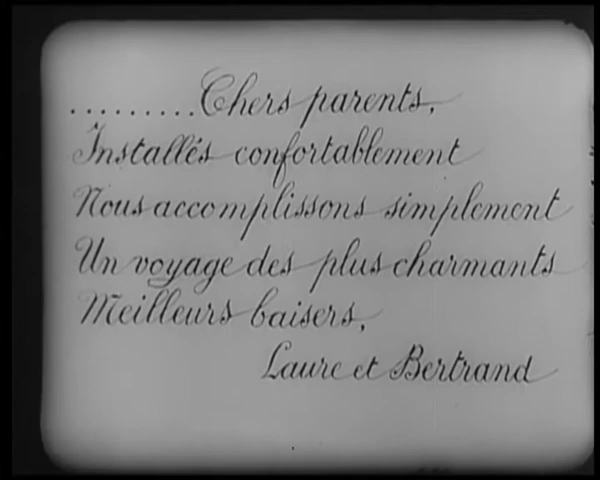 .........Chers parents,
Installés confortablement
Nous accomplissons simplement
Un voyage des plus charmants
Meilleurs baisers,
Laure et Bertrand